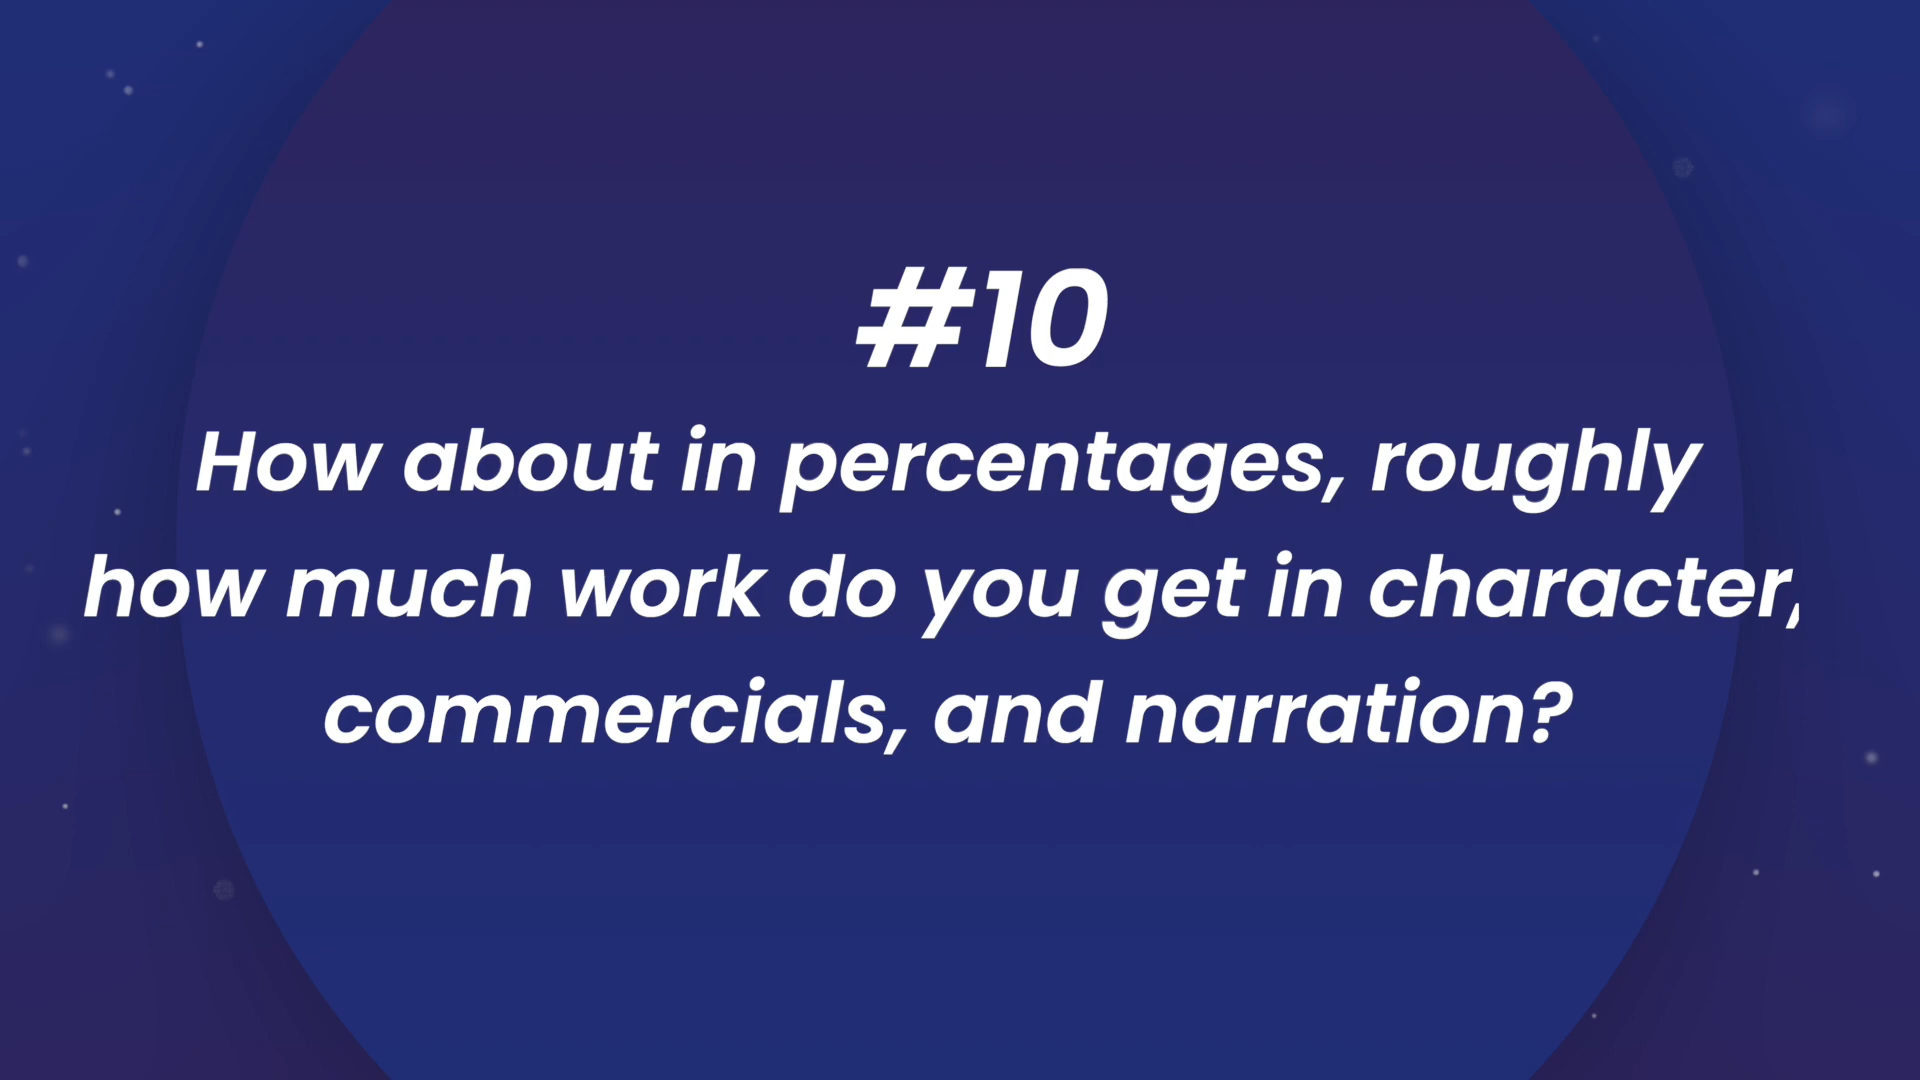 #10
How about in percentages, roughly
how much work do you get in character,
commercials, and narration?